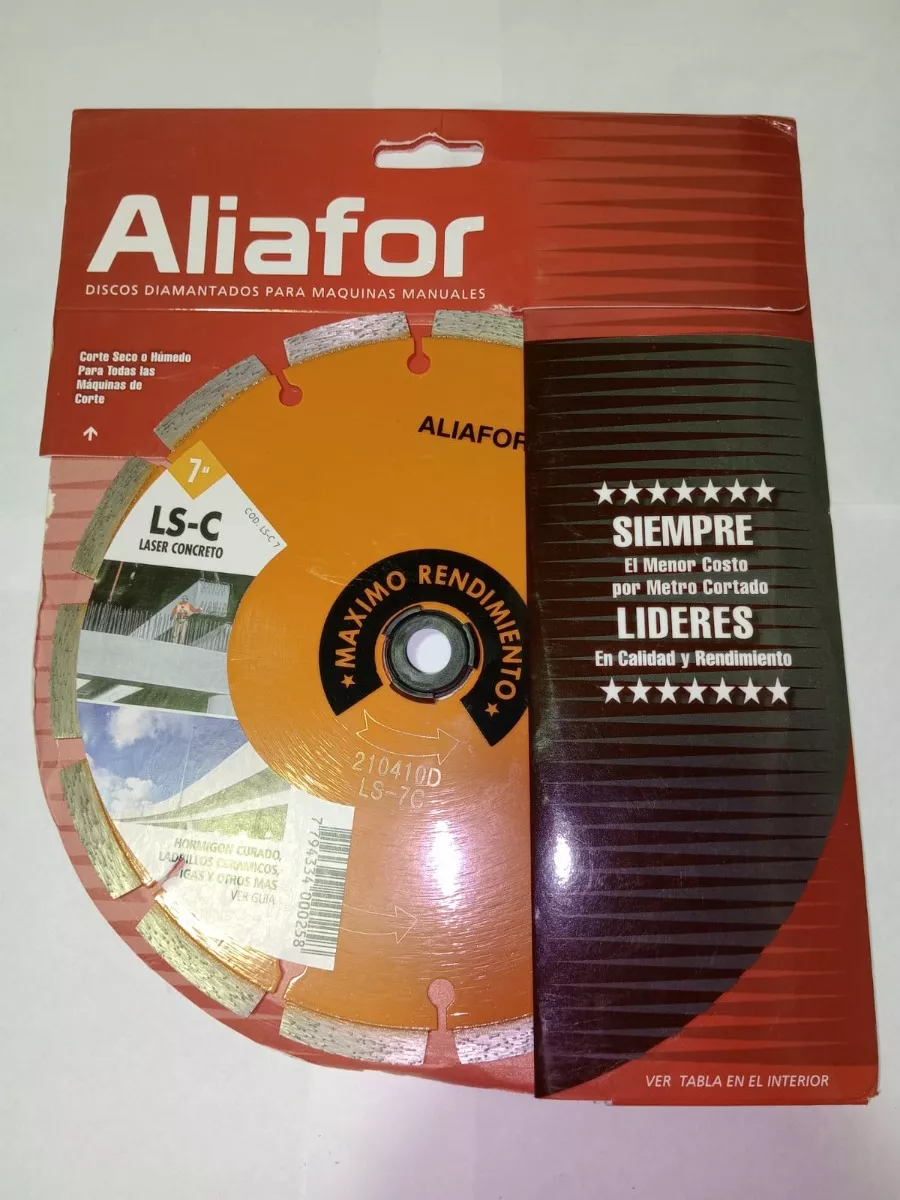 Aliafor
DISCOS DIAMANTADOS PARA MAQUINAS MANUALES
Corte Seco o Húmedo
Para Todas las
Máquinas de
Corte
ALIAFOR
7"
LS-C
LASER CONCRETO
COD. LS-C 7
★ MAXIMO RENDIMIENTO ★
210410D
LS-7C
HORMIGON CURADO,
LADRILLOS CERAMICOS,
IGAS Y OTROS MAS
VER GUIA
7794334000258
★★★★★★★
SIEMPRE
El Menor Costo
por Metro Cortado
LIDERES
En Calidad y Rendimiento
★★★★★★★
VER TABLA EN EL INTERIOR